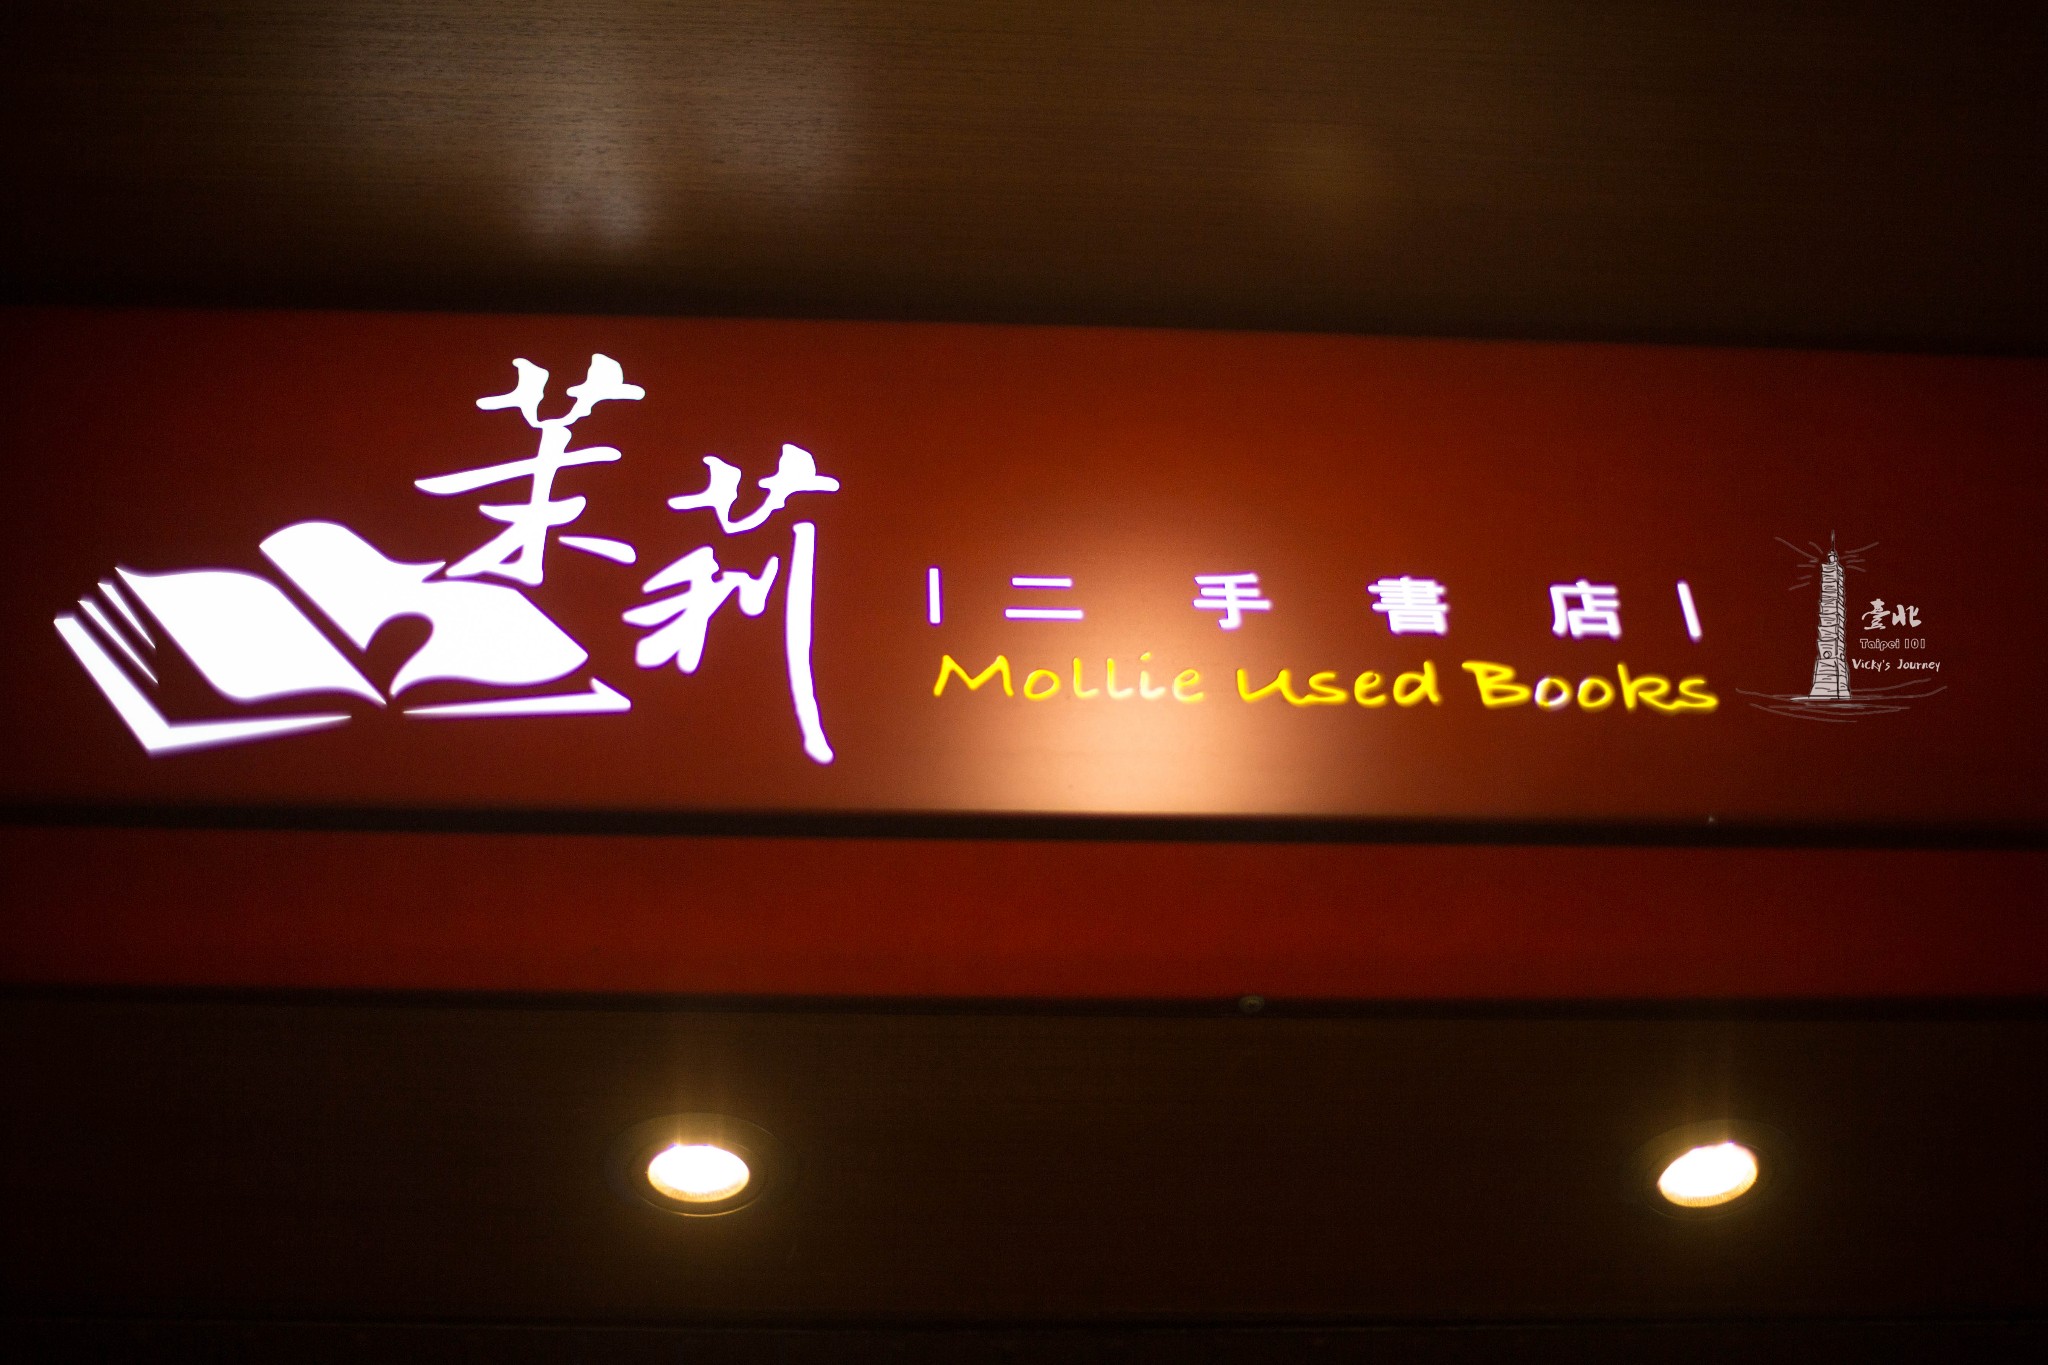 茉莉
| 二手書店 |
Mollie Used Books
臺北
Taipei 101
Vicky's Journey